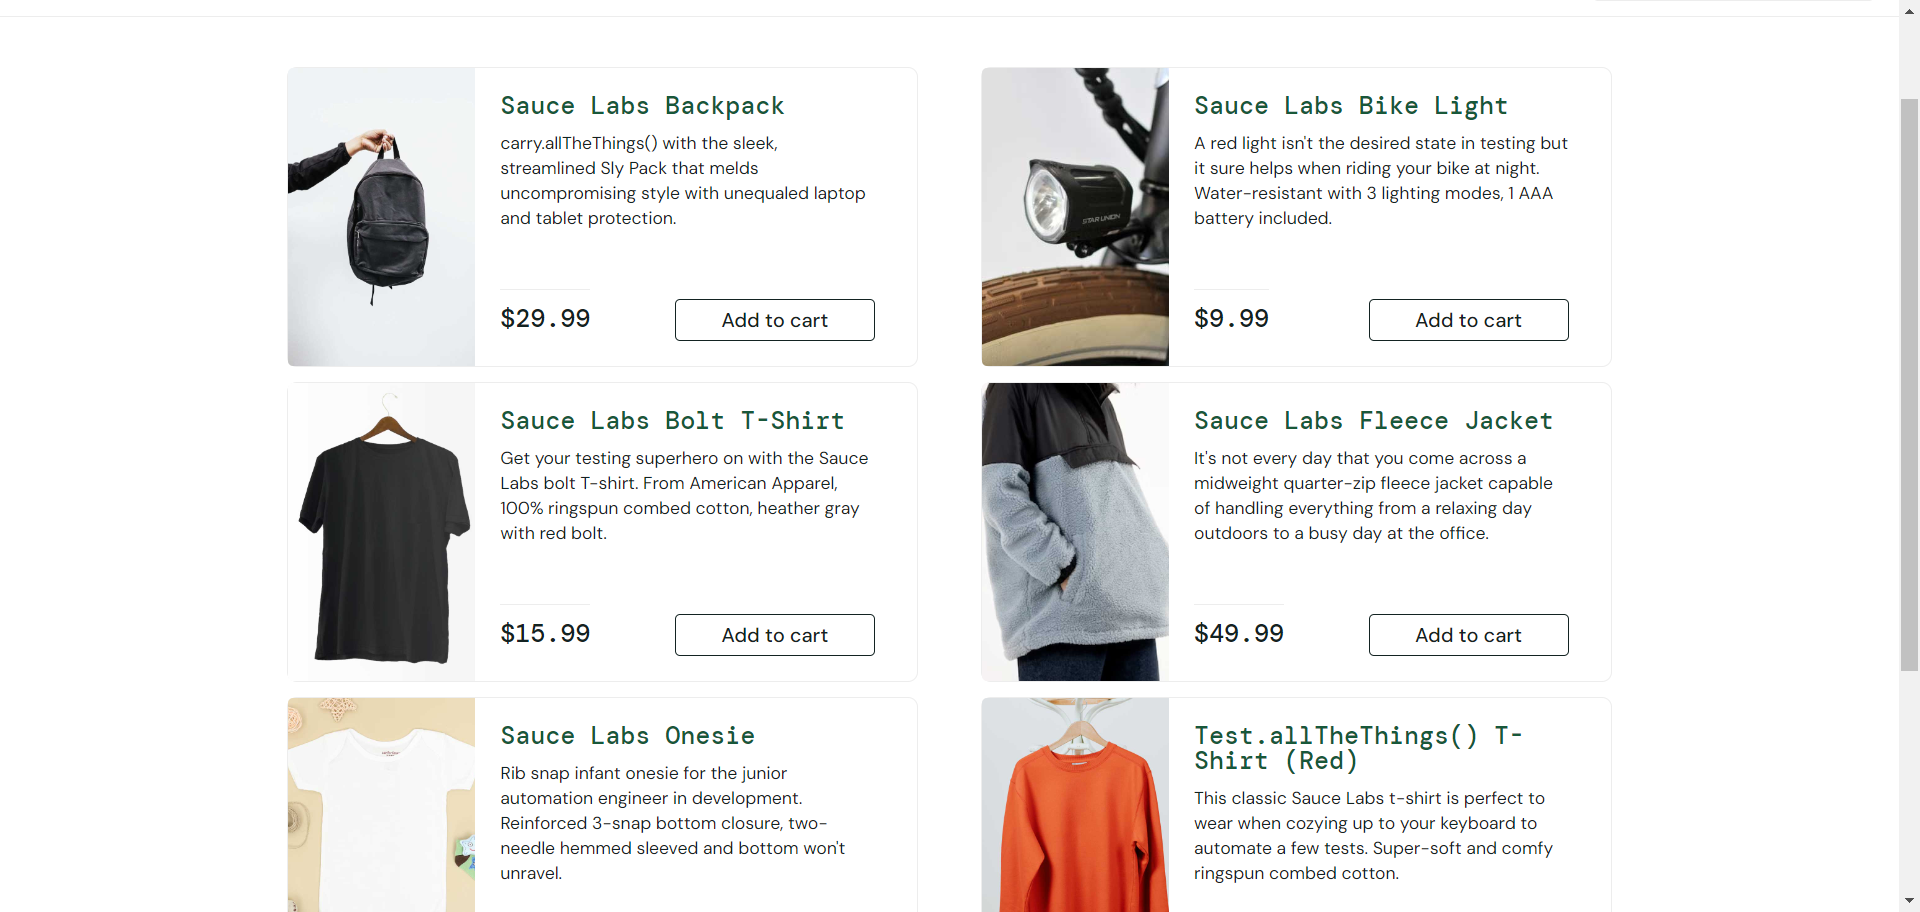 Sauce Labs Backpack
carry.allTheThings() with the sleek,
streamlined Sly Pack that melds
uncompromising style with unequaled laptop
and tablet protection.
$29.99
Add to cart
Sauce Labs Bike Light
A red light isn't the desired state in testing but
it sure helps when riding your bike at night.
Water-resistant with 3 lighting modes, 1 AAA
battery included.
$9.99
Add to cart
STAR UNION
Sauce Labs Bolt T-Shirt
Get your testing superhero on with the Sauce
Labs bolt T-shirt. From American Apparel,
100% ringspun combed cotton, heather gray
with red bolt.
$15.99
Add to cart
Sauce Labs Fleece Jacket
It's not every day that you come across a
midweight quarter-zip fleece jacket capable
of handling everything from a relaxing day
outdoors to a busy day at the office.
$49.99
Add to cart
Sauce Labs Onesie
Rib snap infant onesie for the junior
automation engineer in development.
Reinforced 3-snap bottom closure, two-
needle hemmed sleeved and bottom won't
unravel.
Test.allTheThings() T-
Shirt (Red)
This classic Sauce Labs t-shirt is perfect to
wear when cozying up to your keyboard to
automate a few tests. Super-soft and comfy
ringspun combed cotton.